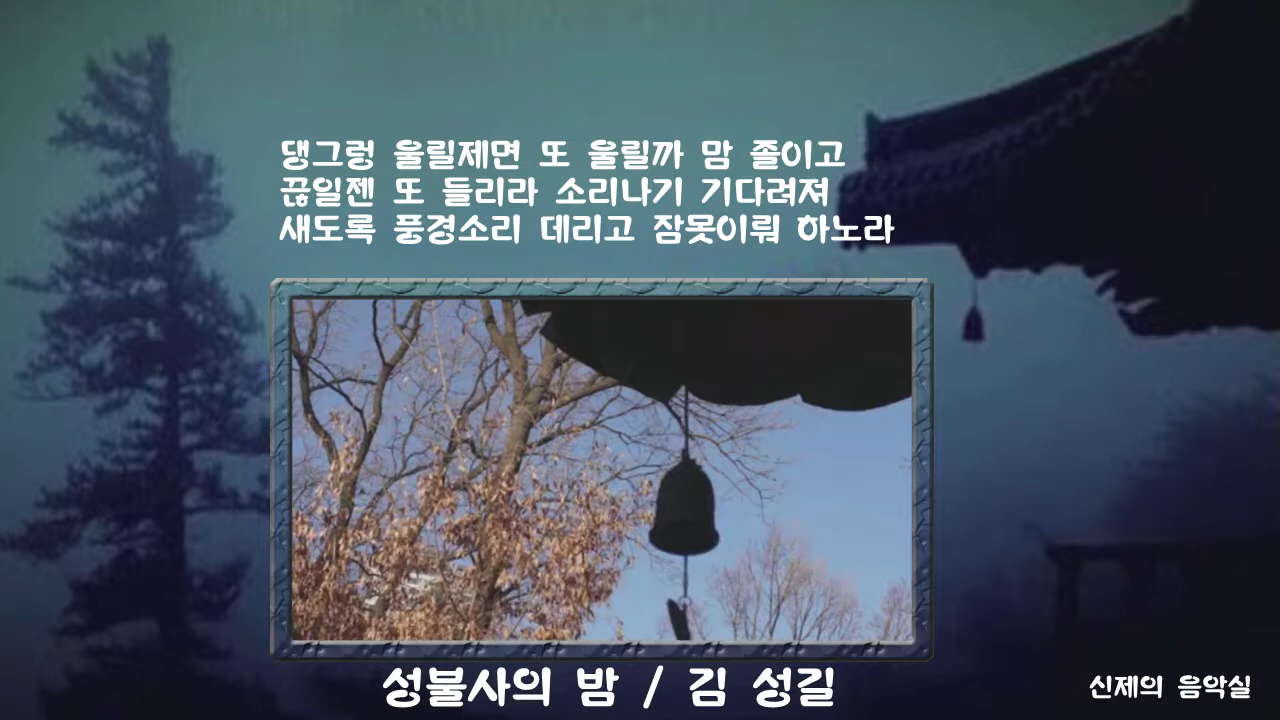 댕그렁 울릴제면 또 울릴까 맘 졸이고
끊일젠 또 들리라 소리나기 기다려져
새도록 풍경소리 데리고 잠못이뤄 하노라
성불사의 밤 / 김 성길
신제의 음악실